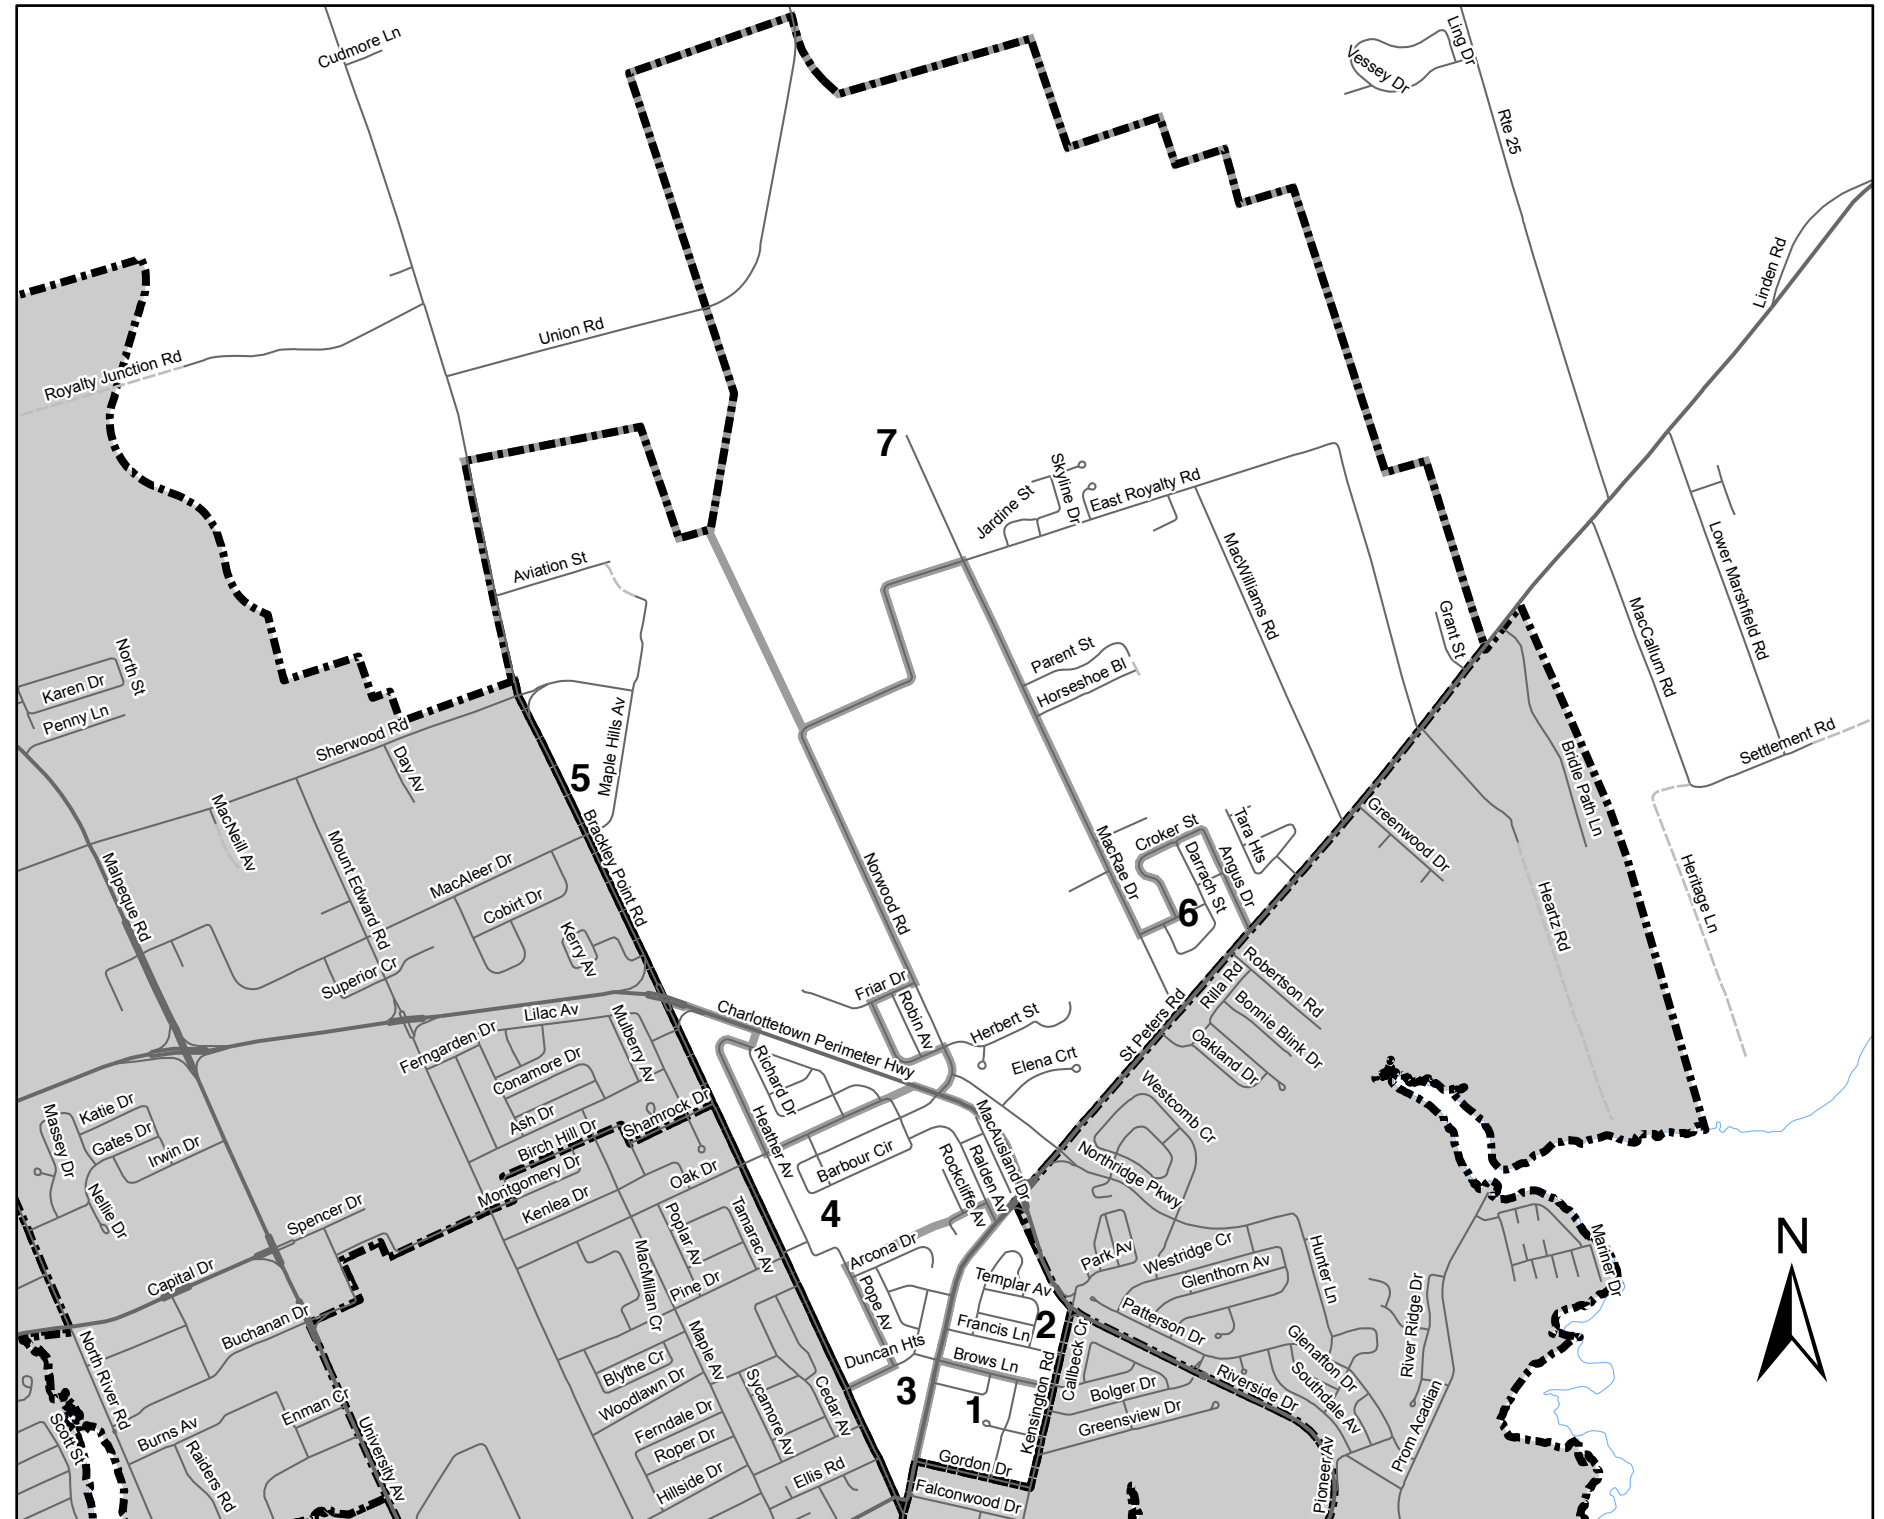 Cudmore Ln
Vessey Dr
Ling Dr
Rte 25
Linden Rd
Union Rd
Royalty Junction Rd
7
Jardine St
Skyline Dr
East Royalty Rd
MacWilliams Rd
Lower Marshfield Rd
MacCallum Rd
Settlement Rd
Grant St
Aviation St
Parent St
Horseshoe Bl
North St
Karen Dr
Penny Ln
Sherwood Rd
Day Av
5
Maple Hills Av
Brackley Point Rd
Bridle Path Ln
Greenwood Dr
Heartz Rd
Heritage Ln
MacNeill Av
Mount Edward Rd
MacAleer Dr
Cobirt Dr
Kerry Av
Superior Cr
Malpeque Rd
Norwood Rd
MacRae Dr
Croker St
Darrach St
Angus Dr
Tara Hts
6
Friar Dr
Robin Av
Herbert St
Elena Crt
St Peters Rd
Rilla Rd
Robertson Rd
Bonnie Blink Dr
Oakland Dr
Charlottetown Perimeter Hwy
Lilac Av
Ferngarden Dr
Mulberry Av
Conamore Dr
Ash Dr
Birch Hill Dr
Shamrock Dr
Montgomery Dr
Kenlea Dr
Oak Dr
Massey Dr
Katie Dr
Gates Dr
Irwin Dr
Nellie Dr
Richard Dr
Heather Av
Barbour Cir
MacAusland Dr
Ralden Av
Rockcliffe Av
Westcomb Cr
Northridge Pkwy
4
Arcona Dr
Pope Av
Duncan Hts
3
Spencer Dr
Capital Dr
Buchanan Dr
Poplar Av
Tamarac Av
MacMillan Cr
Pine Dr
Maple Av
Blythe Cr
Woodlawn Dr
Ferndale Dr
Roper Dr
Hillside Dr
Sycamore Av
Cedar Av
Ellis Rd
North River Rd
Burns Av
Raiders Rd
Enman Cr
University Av
Scott St
Templar Av
Francis Ln
2
Brows Ln
1
Kensington Rd
Callbeck Cr
Gordon Dr
Falconwood Dr
Park Av
Westridge Cr
Glenthorn Av
Hunter Ln
Patterson Dr
Riverside Dr
Glenafton Dr
Southdale Av
Bolger Dr
Greensview Dr
Pioneer Av
Prom Acadian
River Ridge Dr
Mariner Dr
N